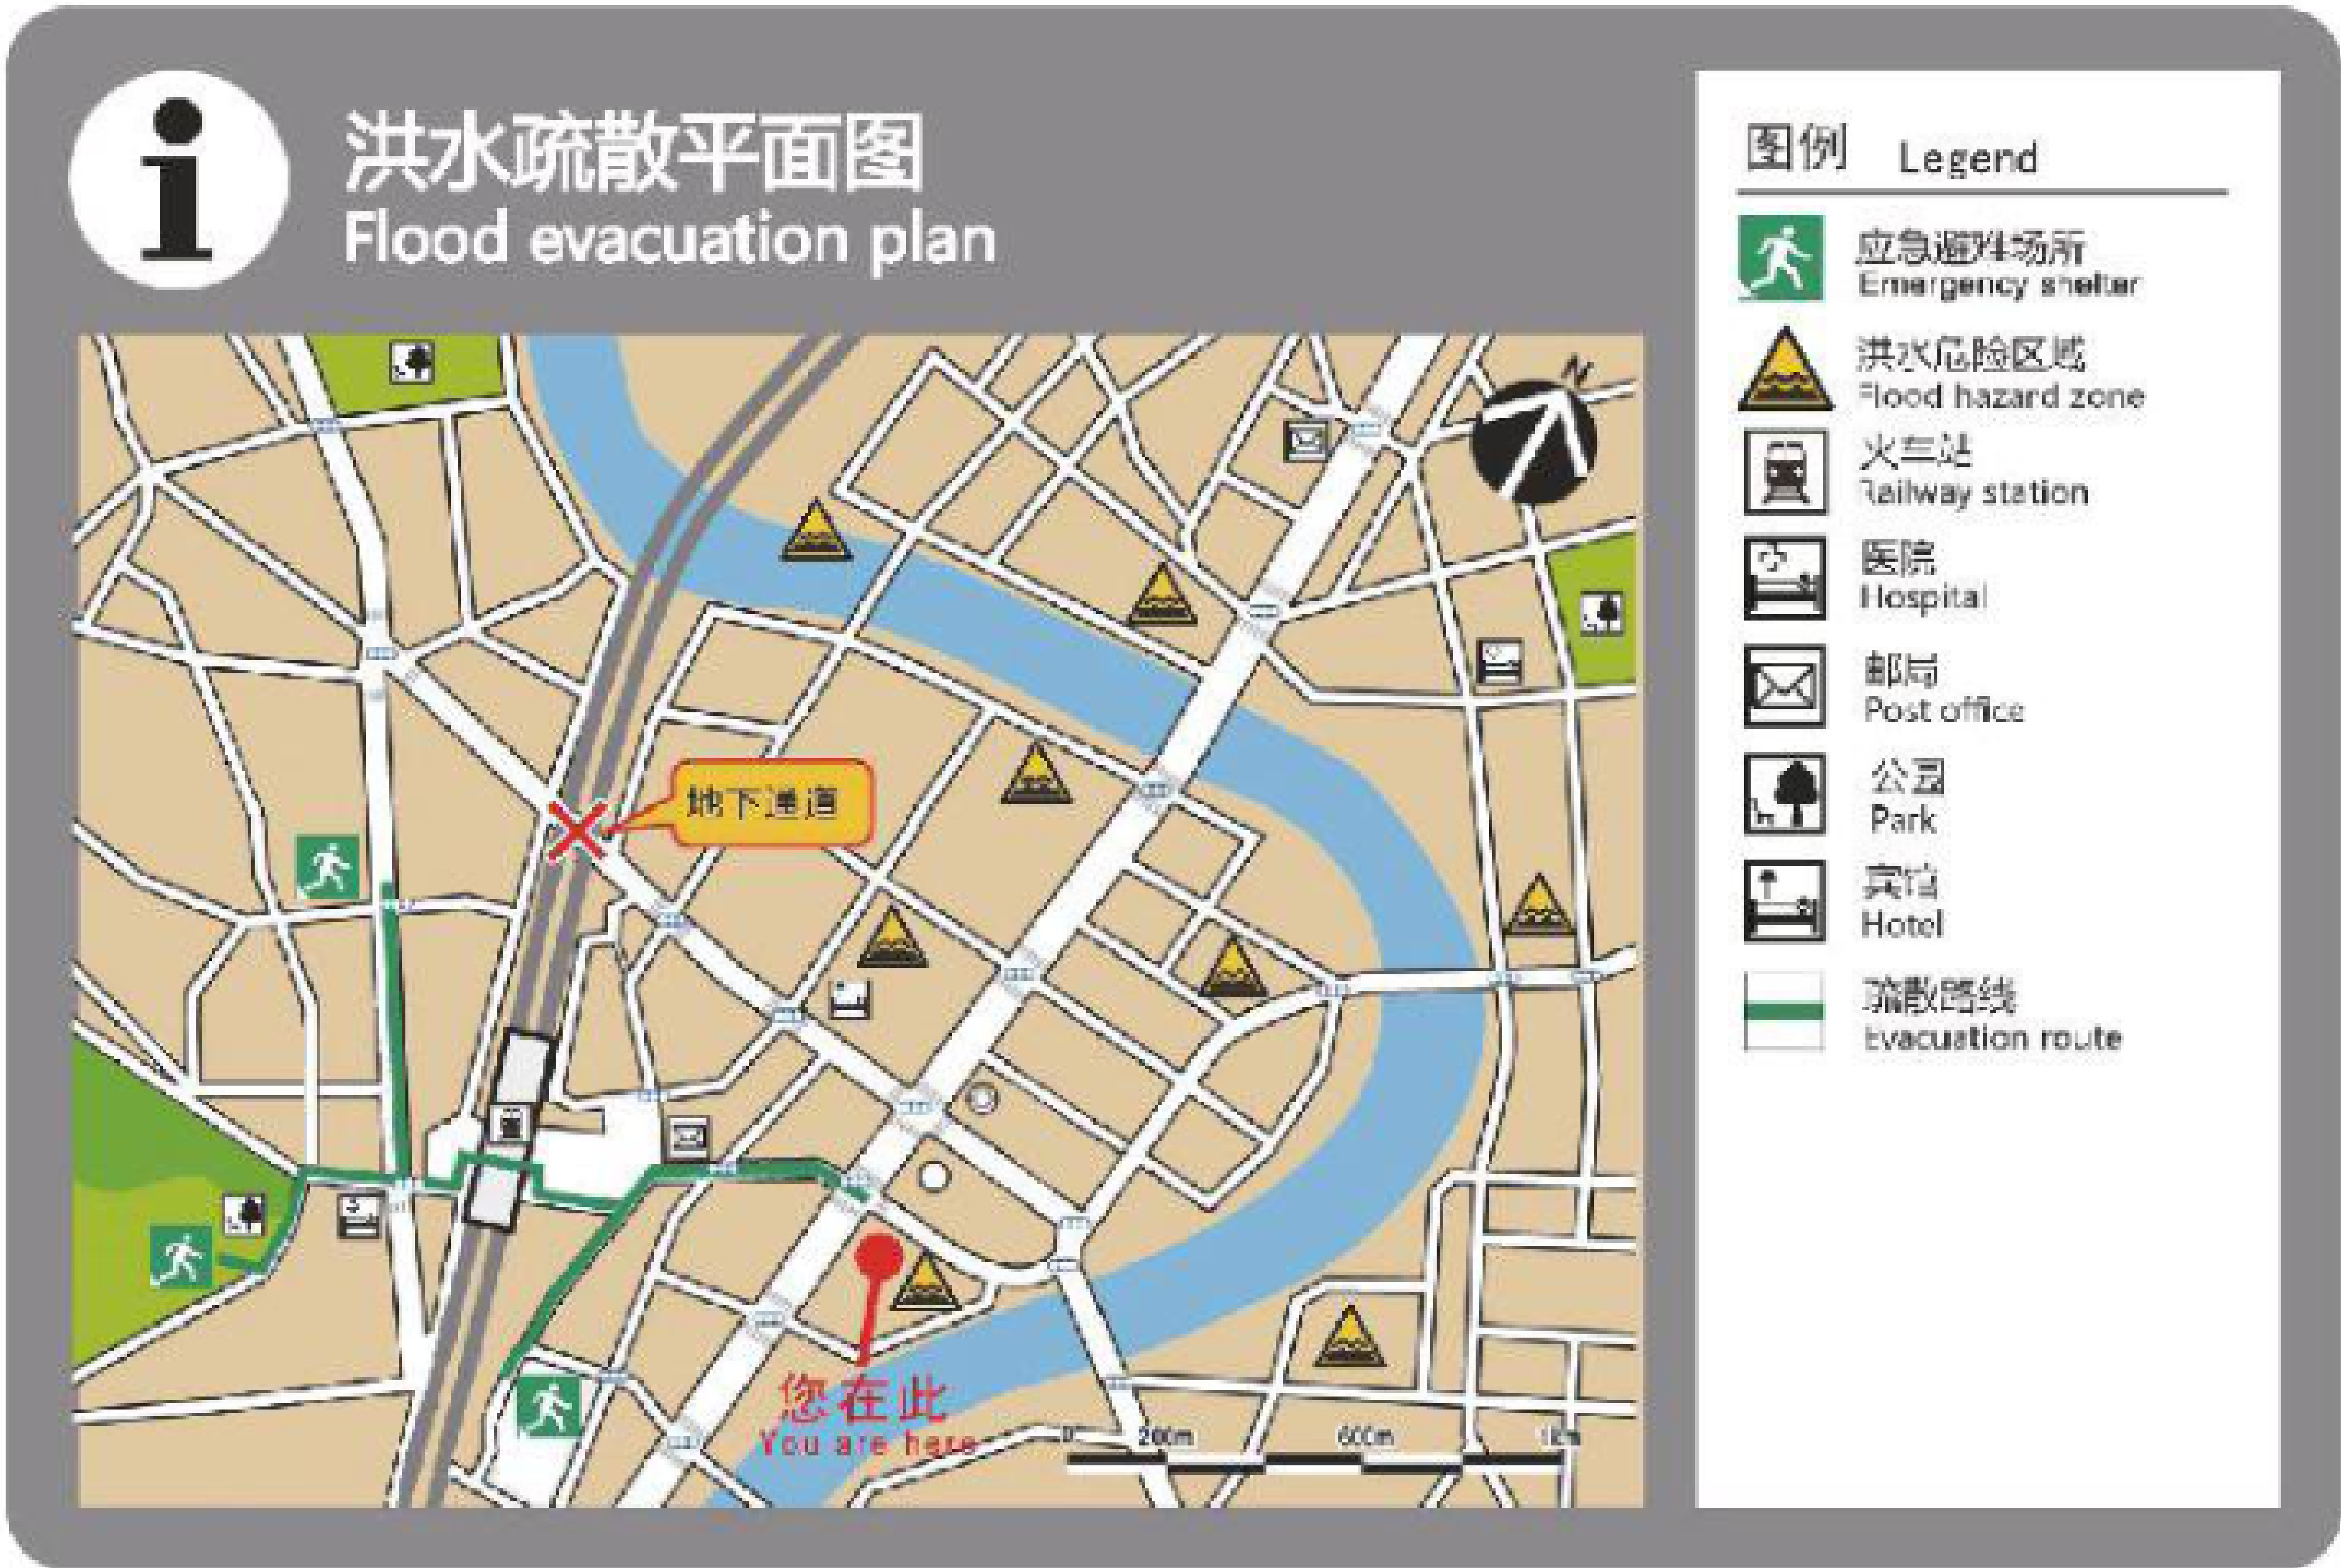 i
洪水疏散平面图
Flood evacuation plan
N
地下通道
您在此
You are here
0
200m
600m
1km
图例 Legend
应急避难场所
Emergency shelter
洪水危险区域
Flood hazard zone
火车站
Railway station
医院
Hospital
邮局
Post office
公园
Park
宾馆
Hotel
疏散路线
Evacuation route